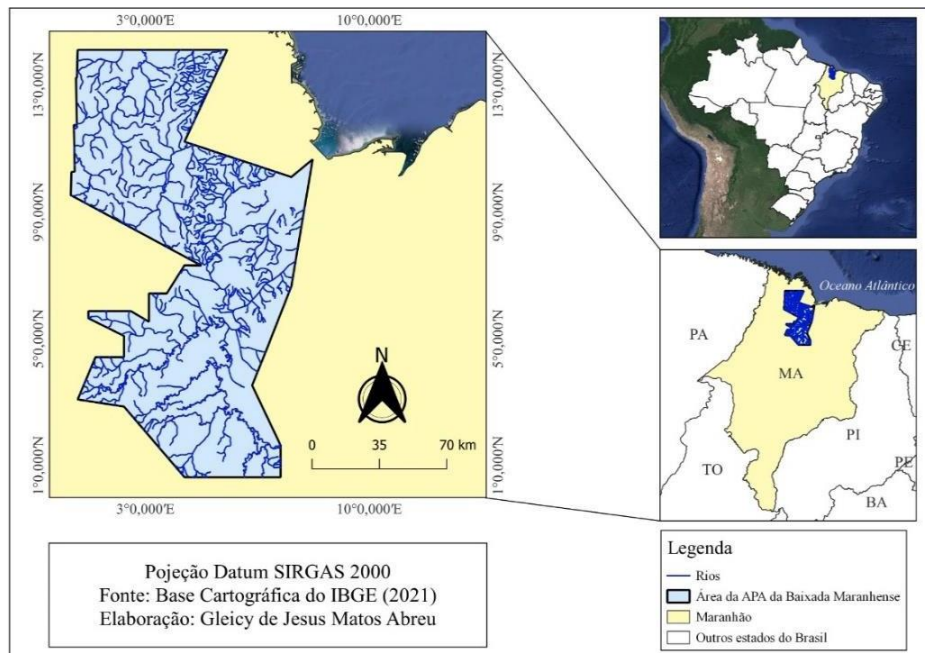 3°0,000'E
10°0,000'E
13°0,000'N
9°0,000'N
5°0,000'N
1°0,000'N
13°0,000'N
9°0,000'N
5°0,000'N
1°0,000'N
N
0 35 70 km
3°0,000'E
10°0,000'E
Oceano Atlântico
PA
CE
MA
PI
TO
PE
BA
Pojeção Datum SIRGAS 2000
Fonte: Base Cartográfica do IBGE (2021)
Elaboração: Gleicy de Jesus Matos Abreu
Legenda
Rios
Área da APA da Baixada Maranhense
Maranhão
Outros estados do Brasil